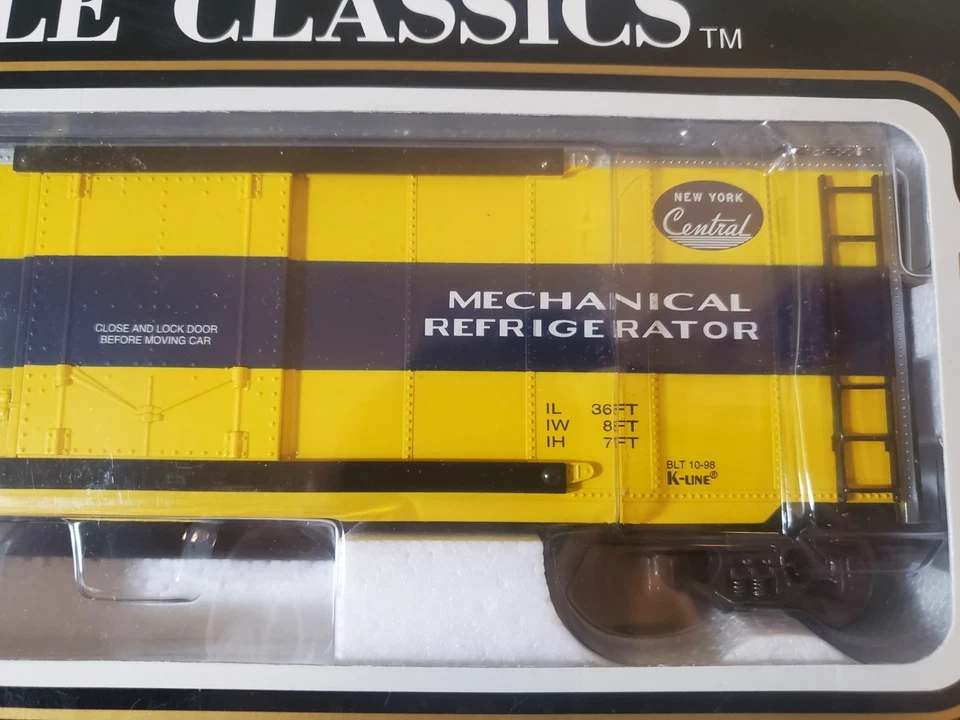 LE CLASSICS™
NEW YORK
Central
MECHANICAL
REFRIGERATOR
CLOSE AND LOCK DOOR
BEFORE MOVING CAR
IL 36FT
IW 8FT
IH 7FT
BLT 10-98
K-LINE®